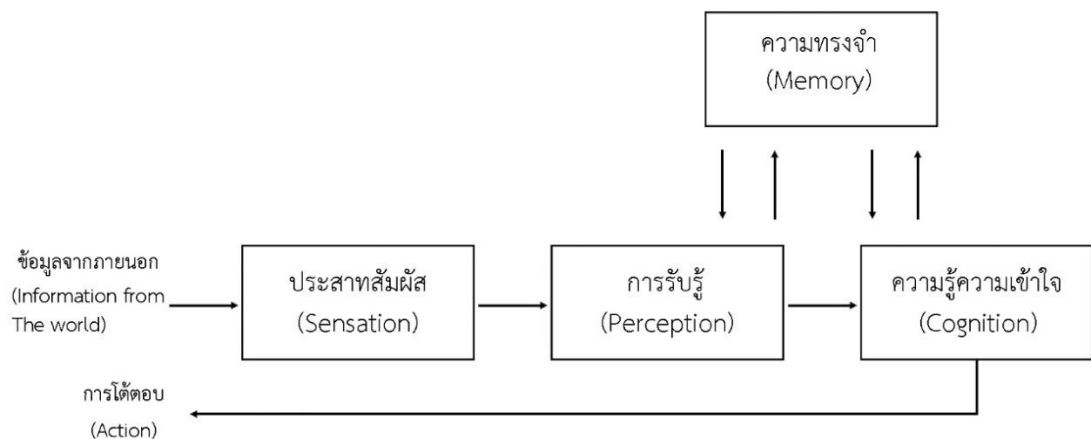 ความทรงจำ
(Memory)
ข้อมูลจากภายนอก
(Information from
The world)
ประสาทสัมผัส
(Sensation)
การรับรู้
(Perception)
ความรู้ความเข้าใจ
(Cognition)
การโต้ตอบ
(Action)